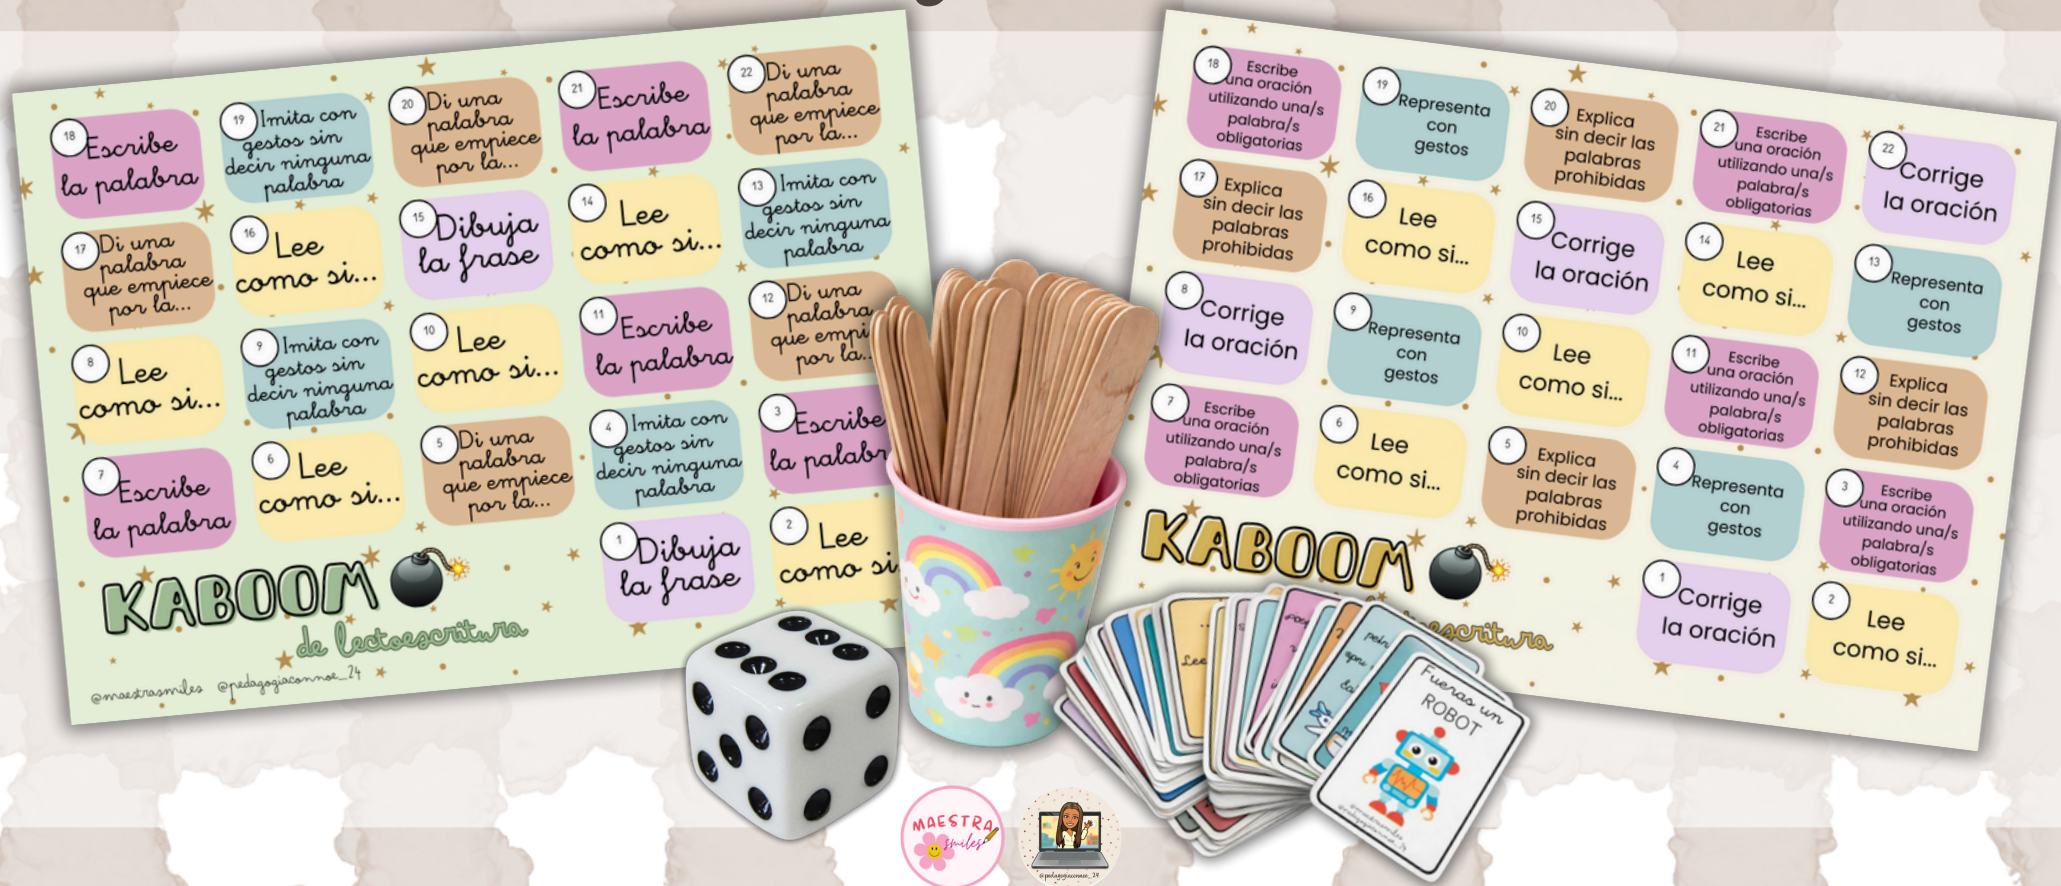 18
Escribe
la palabra
19
Imita con
gestos sin
decir ninguna
palabra
20
Di una
palabra
que empiece
por la...
21
Escribe
la palabra
22
Di una
palabra
que empiece
por la...
17
Di una
palabra
que empiece
por la...
16
Lee
como si...
15
Dibuja
la frase
14
Lee
como si...
13
Imita con
gestos sin
decir ninguna
palabra
8
Lee
como si...
9
Imita con
gestos sin
decir ninguna
palabra
10
Lee
como si...
11
Escribe
la palabra
12
Di una
palabra
que empi
por la..
7
Escribe
la palabra
6
Lee
como si...
5
Di una
palabra
que empiece
por la...
4
Imita con
gestos sin
decir ninguna
palabra
3
Escribe
la palabr
1
Dibuja
la frase
2
Lee
como si
KABOOM
de lectoescritura
@maestrasmiles @pedagogiaconnoe_24
18
Escribe
una oración
utilizando una/s
palabra/s
obligatorias
19
Representa
con
gestos
20
Explica
sin decir las
palabras
prohibidas
21
Escribe
una oración
utilizando una/s
palabra/s
obligatorias
22
Corrige
la oración
17
Explica
sin decir las
palabras
prohibidas
16
Lee
como si...
15
Corrige
la oración
14
Lee
como si...
13
Representa
con
gestos
8
Corrige
la oración
9
Representa
con
gestos
10
Lee
como si...
11
Escribe
una oración
utilizando una/s
palabra/s
obligatorias
12
Explica
sin decir las
palabras
prohibidas
7
Escribe
una oración
utilizando una/s
palabra/s
obligatorias
6
Lee
como si...
5
Explica
sin decir las
palabras
prohibidas
4
Representa
con
gestos
3
Escribe
una oración
utilizando una/s
palabra/s
obligatorias
1
Corrige
la oración
2
Lee
como si...
KABOOM
escritura
Lee
Fueras un
ROBOT
MAESTRA
smiles
@pedagogiaconnoe_24